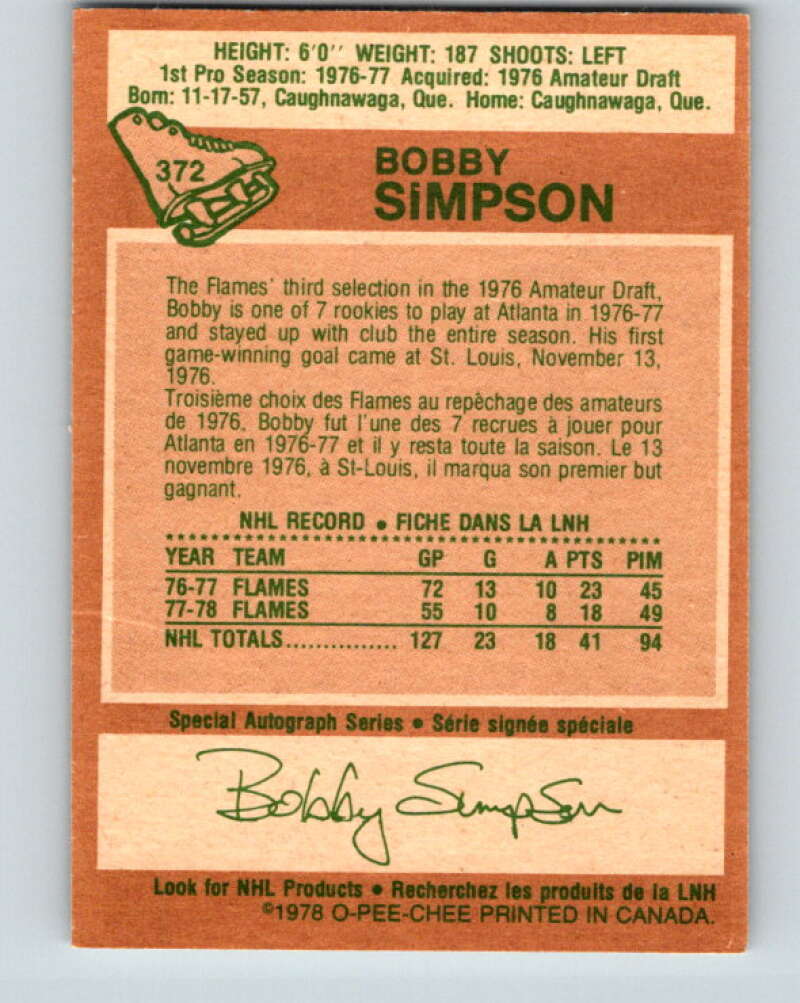 HEIGHT: 6'0'' WEIGHT: 187 SHOOTS: LEFT
1st Pro Season: 1976-77 Acquired: 1976 Amateur Draft
Born: 11-17-57, Caughnawaga, Que. Home: Caughnawaga, Que.
372
BOBBY
SiMPSON
The Flames' third selection in the 1976 Amateur Draft,
Bobby is one of 7 rookies to play at Atlanta in 1976-77
and stayed up with club the entire season. His first
game-winning goal came at St. Louis, November 13,
1976.
Troisième choix des Flames au repêchage des amateurs
de 1976, Bobby fut l'une des 7 recrues à jouer pour
Atlanta en 1976-77 et il y resta toute la saison. Le 13
novembre 1976, à St-Louis, il marqua son premier but
gagnant.
NHL RECORD • FICHE DANS LA LNH
YEAR TEAM GP G A PTS PIM
76-77 FLAMES 72 13 10 23 45
77-78 FLAMES 55 10 8 18 49
NHL TOTALS............... 127 23 18 41 94
Special Autograph Series • Série signée spéciale
Bobby Simpson
Look for NHL Products • Recherchez les produits de la LNH
©1978 O-PEE-CHEE PRINTED IN CANADA.